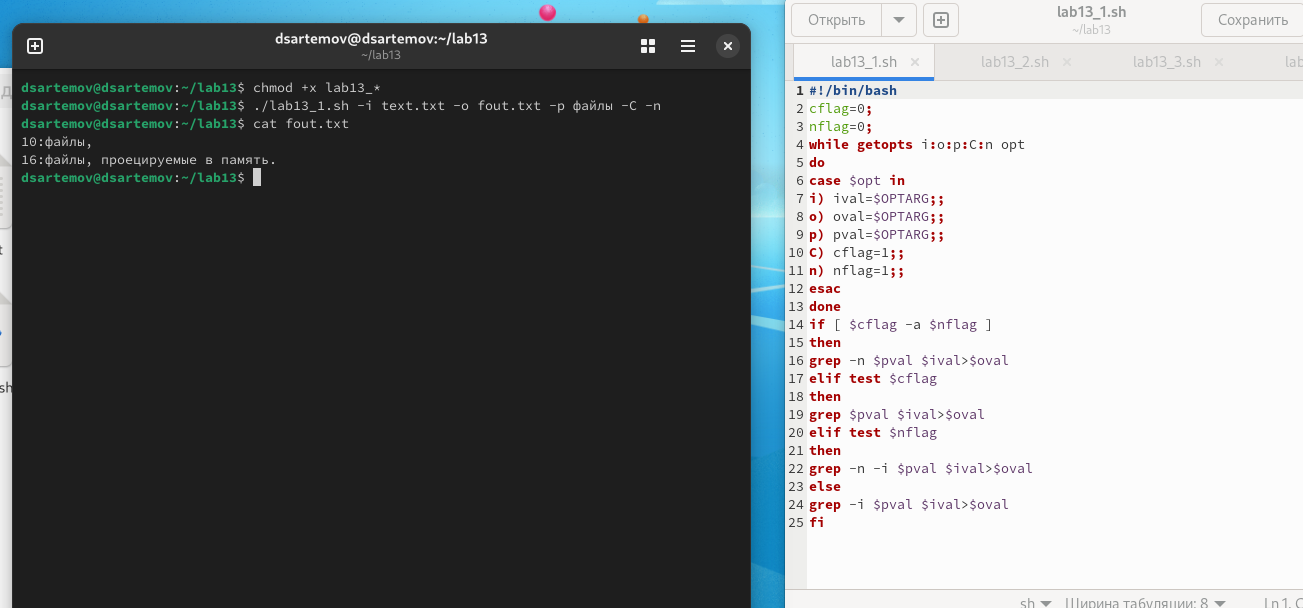 dsartemov@dsartemov:~/lab13
~/lab13
dsartemov@dsartemov:~/lab13$ chmod +x lab13_*
dsartemov@dsartemov:~/lab13$ ./lab13_1.sh -i text.txt -o fout.txt -p файлы -C -n
dsartemov@dsartemov:~/lab13$ cat fout.txt
10:файлы,
16:файлы, проецируемые в память.
dsartemov@dsartemov:~/lab13$
Открыть
lab13_1.sh
~/lab13
Сохранить
lab13_1.sh × lab13_2.sh × lab13_3.sh × lab
1 #!/bin/bash
2 cflag=0;
3 nflag=0;
4 while getopts i:o:p:C:n opt
5 do
6 case $opt in
7 i) ival=$OPTARG;;
8 o) oval=$OPTARG;;
9 p) pval=$OPTARG;;
10 C) cflag=1;;
11 n) nflag=1;;
12 esac
13 done
14 if [ $cflag -a $nflag ]
15 then
16 grep -n $pval $ival>$oval
17 elif test $cflag
18 then
19 grep $pval $ival>$oval
20 elif test $nflag
21 then
22 grep -n -i $pval $ival>$oval
23 else
24 grep -i $pval $ival>$oval
25 fi
sh Ширина табуляции: 8 Ln 1, C